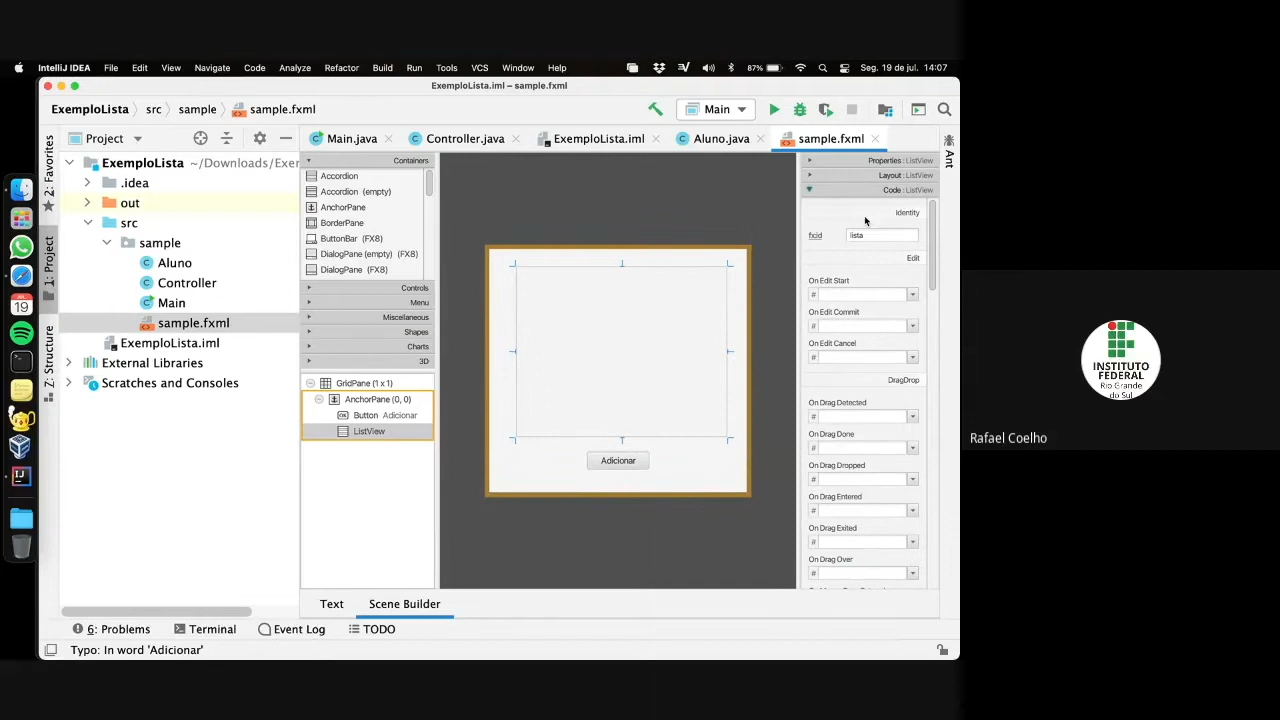 IntelliJ IDEA File Edit View Navigate Code Analyze Refactor Build Run Tools VCS Window Help 87% Seg. 19 de jul. 14:07
ExemploLista.iml – sample.fxml
ExemploLista src sample sample.fxml Main
Project Main.java Controller.java ExemploLista.iml Aluno.java sample.fxml
2: Favorites
1: Project
Z: Structure
ExemploLista ~/Downloads/Exer
.idea
out
src
sample
Aluno
Controller
Main
sample.fxml
ExemploLista.iml
External Libraries
Scratches and Consoles
JUL
19
Containers
Accordion
Accordion (empty)
AnchorPane
BorderPane
ButtonBar (FX8)
DialogPane (empty) (FX8)
DialogPane (FX8)
Controls
Menu
Miscellaneous
Shapes
Charts
3D
GridPane (1 x 1)
AnchorPane (0, 0)
OK Button Adicionar
ListView
Adicionar
Properties : ListView
Layout : ListView
Code : ListView
Identity
fx:id lista
Edit
On Edit Start
#
On Edit Commit
#
On Edit Cancel
#
DragDrop
On Drag Detected
#
On Drag Done
#
On Drag Dropped
#
On Drag Entered
#
On Drag Exited
#
On Drag Over
#
Ant
Text Scene Builder
6: Problems Terminal Event Log TODO
Typo: In word 'Adicionar'
INSTITUTO
FEDERAL
Rio Grande
do Sul
Rafael Coelho